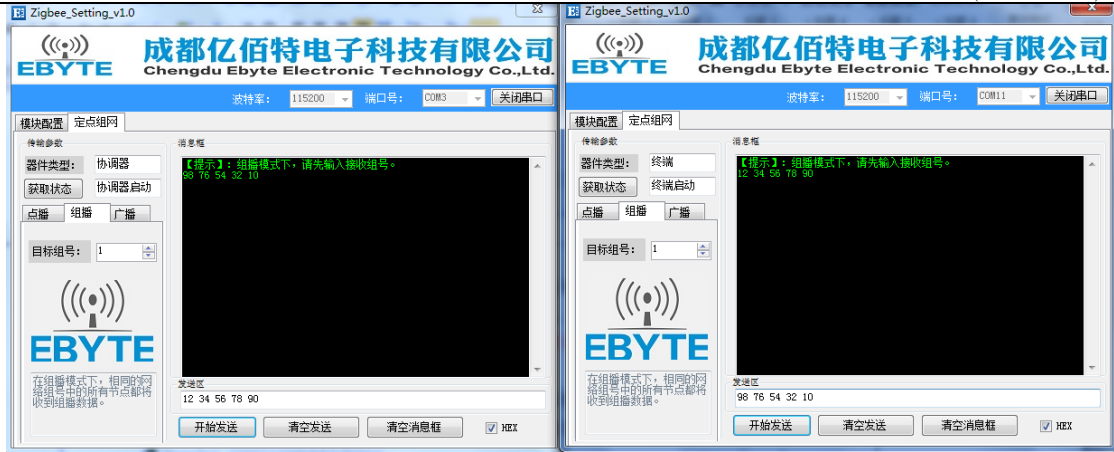 Zigbee_Setting_v1.0
EBYTE
成都亿佰特电子科技有限公司
Chengdu Ebyte Electronic Technology Co.,Ltd.
波特率: 115200 端口号: COM3 关闭串口
模块配置 定点组网
传输参数
器件类型: 协调器
获取状态 协调器启动
点播 组播 广播
目标组号: 1
EBYTE
在组播模式下，相同的网
络组号中的所有节点都将
收到组播数据。
消息框
【提示】：组播模式下，请先输入接收组号。
98 76 54 32 10
发送区
12 34 56 78 90
开始发送 清空发送 清空消息框 HEX
Zigbee_Setting_v1.0
EBYTE
成都亿佰特电子科技有限公司
Chengdu Ebyte Electronic Technology Co.,Ltd.
波特率: 115200 端口号: COM11 关闭串口
模块配置 定点组网
传输参数
器件类型: 终端
获取状态 终端启动
点播 组播 广播
目标组号: 1
EBYTE
在组播模式下，相同的网
络组号中的所有节点都将
收到组播数据。
消息框
【提示】：组播模式下，请先输入接收组号。
12 34 56 78 90
发送区
98 76 54 32 10
开始发送 清空发送 清空消息框 HEX